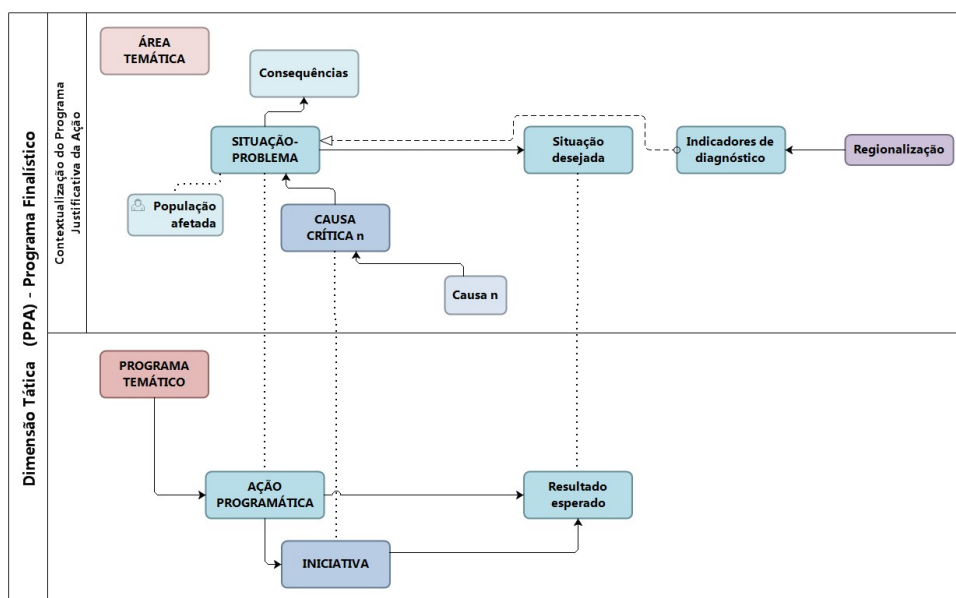 Dimensão Tática (PPA) - Programa Finalístico
Contextualização do Programa
Justificativa da Ação
ÁREA
TEMÁTICA
Consequências
SITUAÇÃO-
PROBLEMA
Situação
desejada
Indicadores de
diagnóstico
Regionalização
População
afetada
CAUSA
CRÍTICA n
Causa n
PROGRAMA
TEMÁTICO
AÇÃO
PROGRAMÁTICA
Resultado
esperado
INICIATIVA